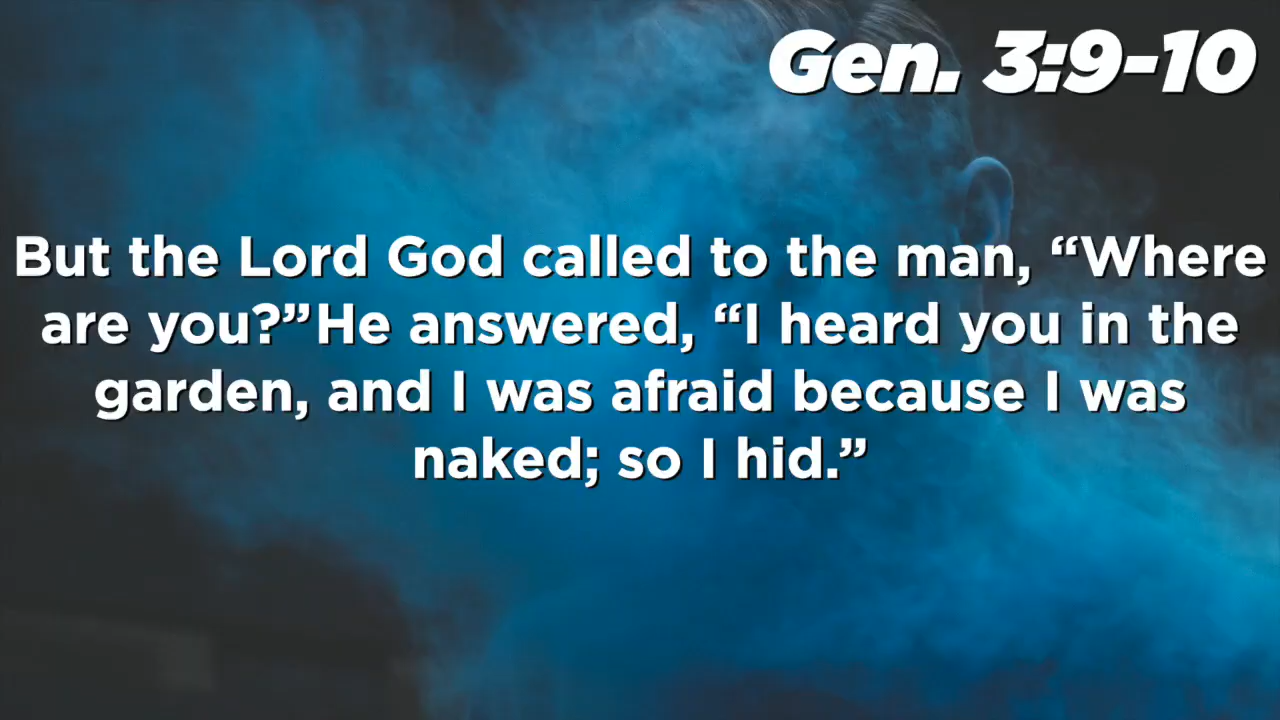 Gen. 3:9-10
But the Lord God called to the man, “Where
are you?”He answered, “I heard you in the
garden, and I was afraid because I was
naked; so I hid.”